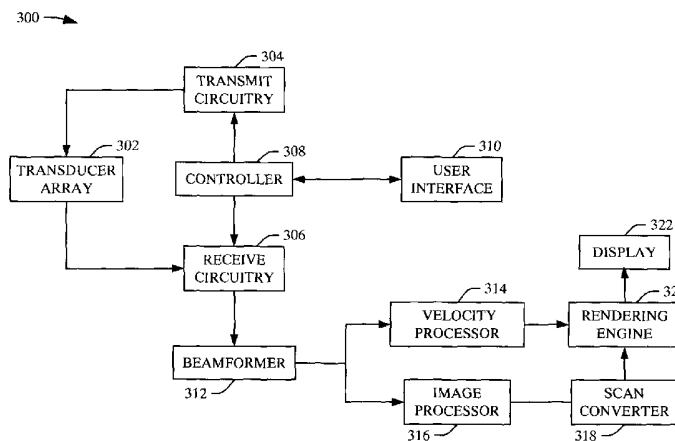 300
304
TRANSMIT
CIRCUITRY
302
TRANSDUCER
ARRAY
308
CONTROLLER
310
USER
INTERFACE
306
RECEIVE
CIRCUITRY
322
DISPLAY
314
VELOCITY
PROCESSOR
RENDERING
ENGINE
BEAMFORMER
312
IMAGE
PROCESSOR
316
SCAN
CONVERTER
318